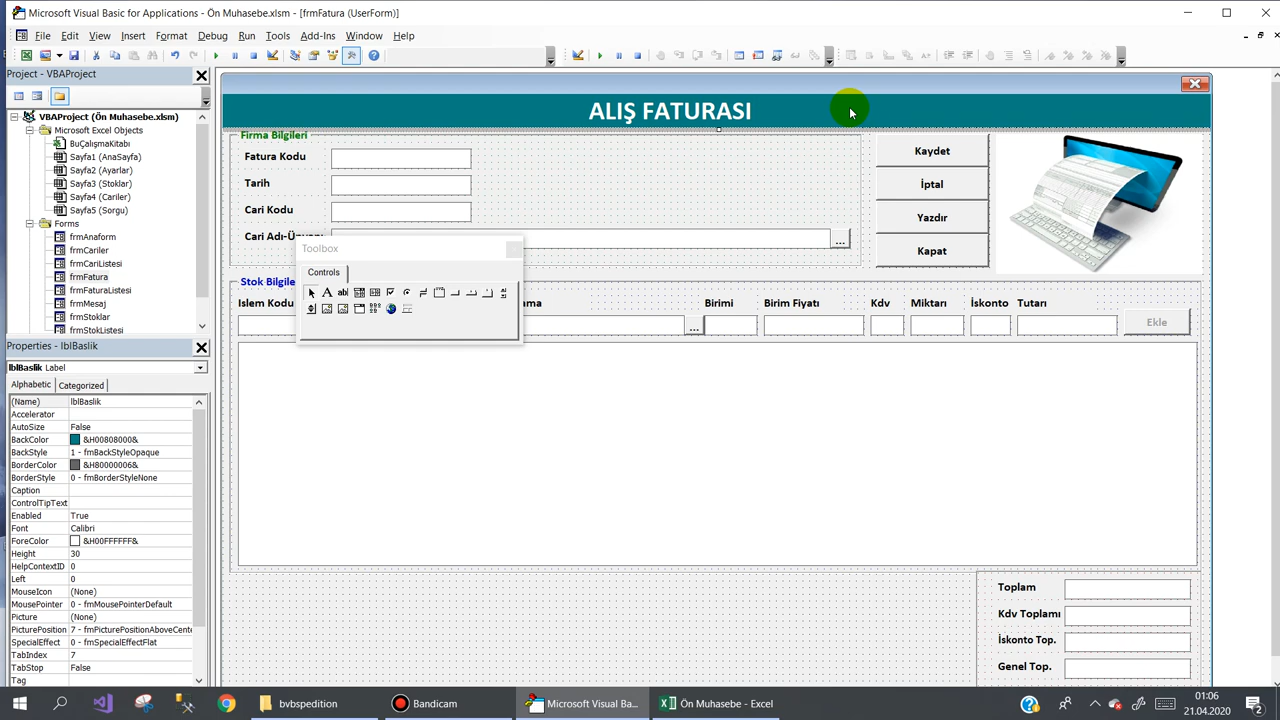 Microsoft Visual Basic for Applications - Ön Muhasebe.xlsm - [frmFatura (UserForm)]
File Edit View Insert Format Debug Run Tools Add-Ins Window Help
Project - VBAProject
VBAProject (Ön Muhasebe.xlsm)
Microsoft Excel Objects
BuÇalışmaKitabı
Sayfa1 (AnaSayfa)
Sayfa2 (Ayarlar)
Sayfa3 (Stoklar)
Sayfa4 (Cariler)
Sayfa5 (Sorgu)
Forms
frmAnaform
frmCariler
frmCariListesi
frmFatura
frmFaturaListesi
frmMesaj
frmStoklar
frmStokListesi
Properties - lblBaslik
lblBaslik Label
Alphabetic Categorized
(Name) lblBaslik
Accelerator
AutoSize False
BackColor &H00808000&
BackStyle 1 - fmBackStyleOpaque
BorderColor &H80000006&
BorderStyle 0 - fmBorderStyleNone
Caption
ControlTipText
Enabled True
Font Calibri
ForeColor &H00FFFFFF&
Height 30
HelpContextID 0
Left 0
MouseIcon (None)
MousePointer 0 - fmMousePointerDefault
Picture (None)
PicturePosition 7 - fmPicturePositionAboveCente
SpecialEffect 0 - fmSpecialEffectFlat
TabIndex 7
TabStop False
Tag
ALIŞ FATURASI
Firma Bilgileri
Fatura Kodu
Tarih
Cari Kodu
Cari Adı-Ünvanı
...
Kaydet
İptal
Yazdır
Kapat
Toolbox
Controls
Stok Bilgile
Islem Kodu ma Birimi Birim Fiyatı Kdv Miktarı İskonto Tutarı
... Ekle
Toplam
Kdv Toplamı
İskonto Top.
Genel Top.
bvbspedition
Bandicam
Microsoft Visual Ba...
Ön Muhasebe - Excel
01:06
21.04.2020
2